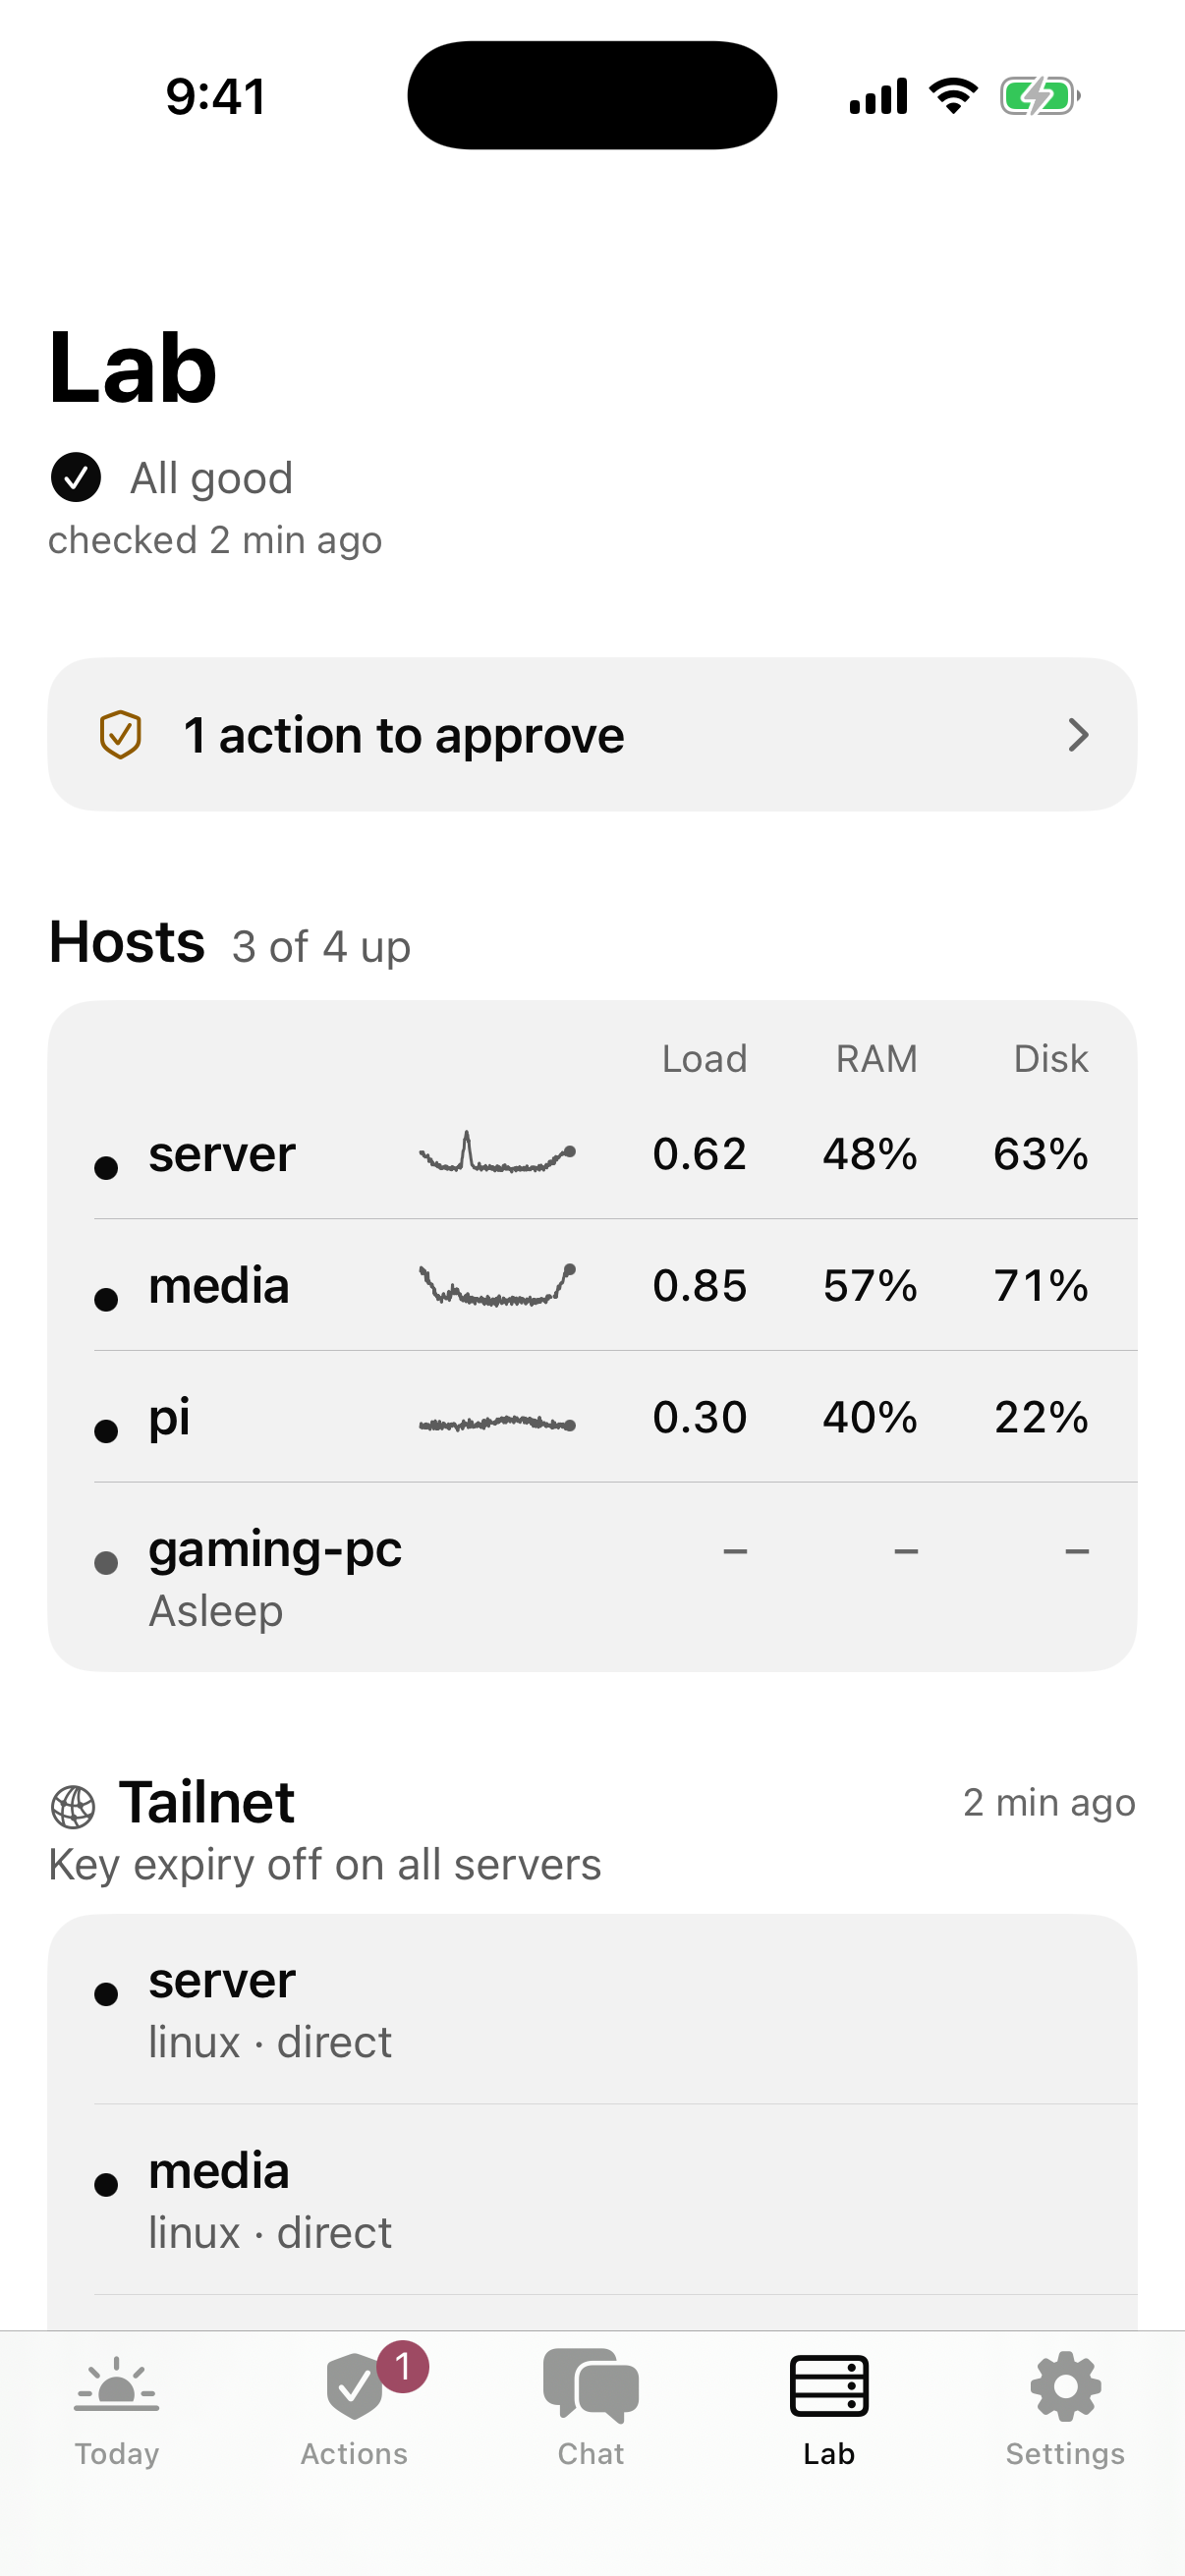 9:41
Lab
All good
checked 2 min ago
1 action to approve
Hosts 3 of 4 up
Load RAM Disk
server 0.62 48% 63%
media 0.85 57% 71%
pi 0.30 40% 22%
gaming-pc – – –
Asleep
Tailnet 2 min ago
Key expiry off on all servers
server
linux · direct
media
linux · direct
1
Today Actions Chat Lab Settings